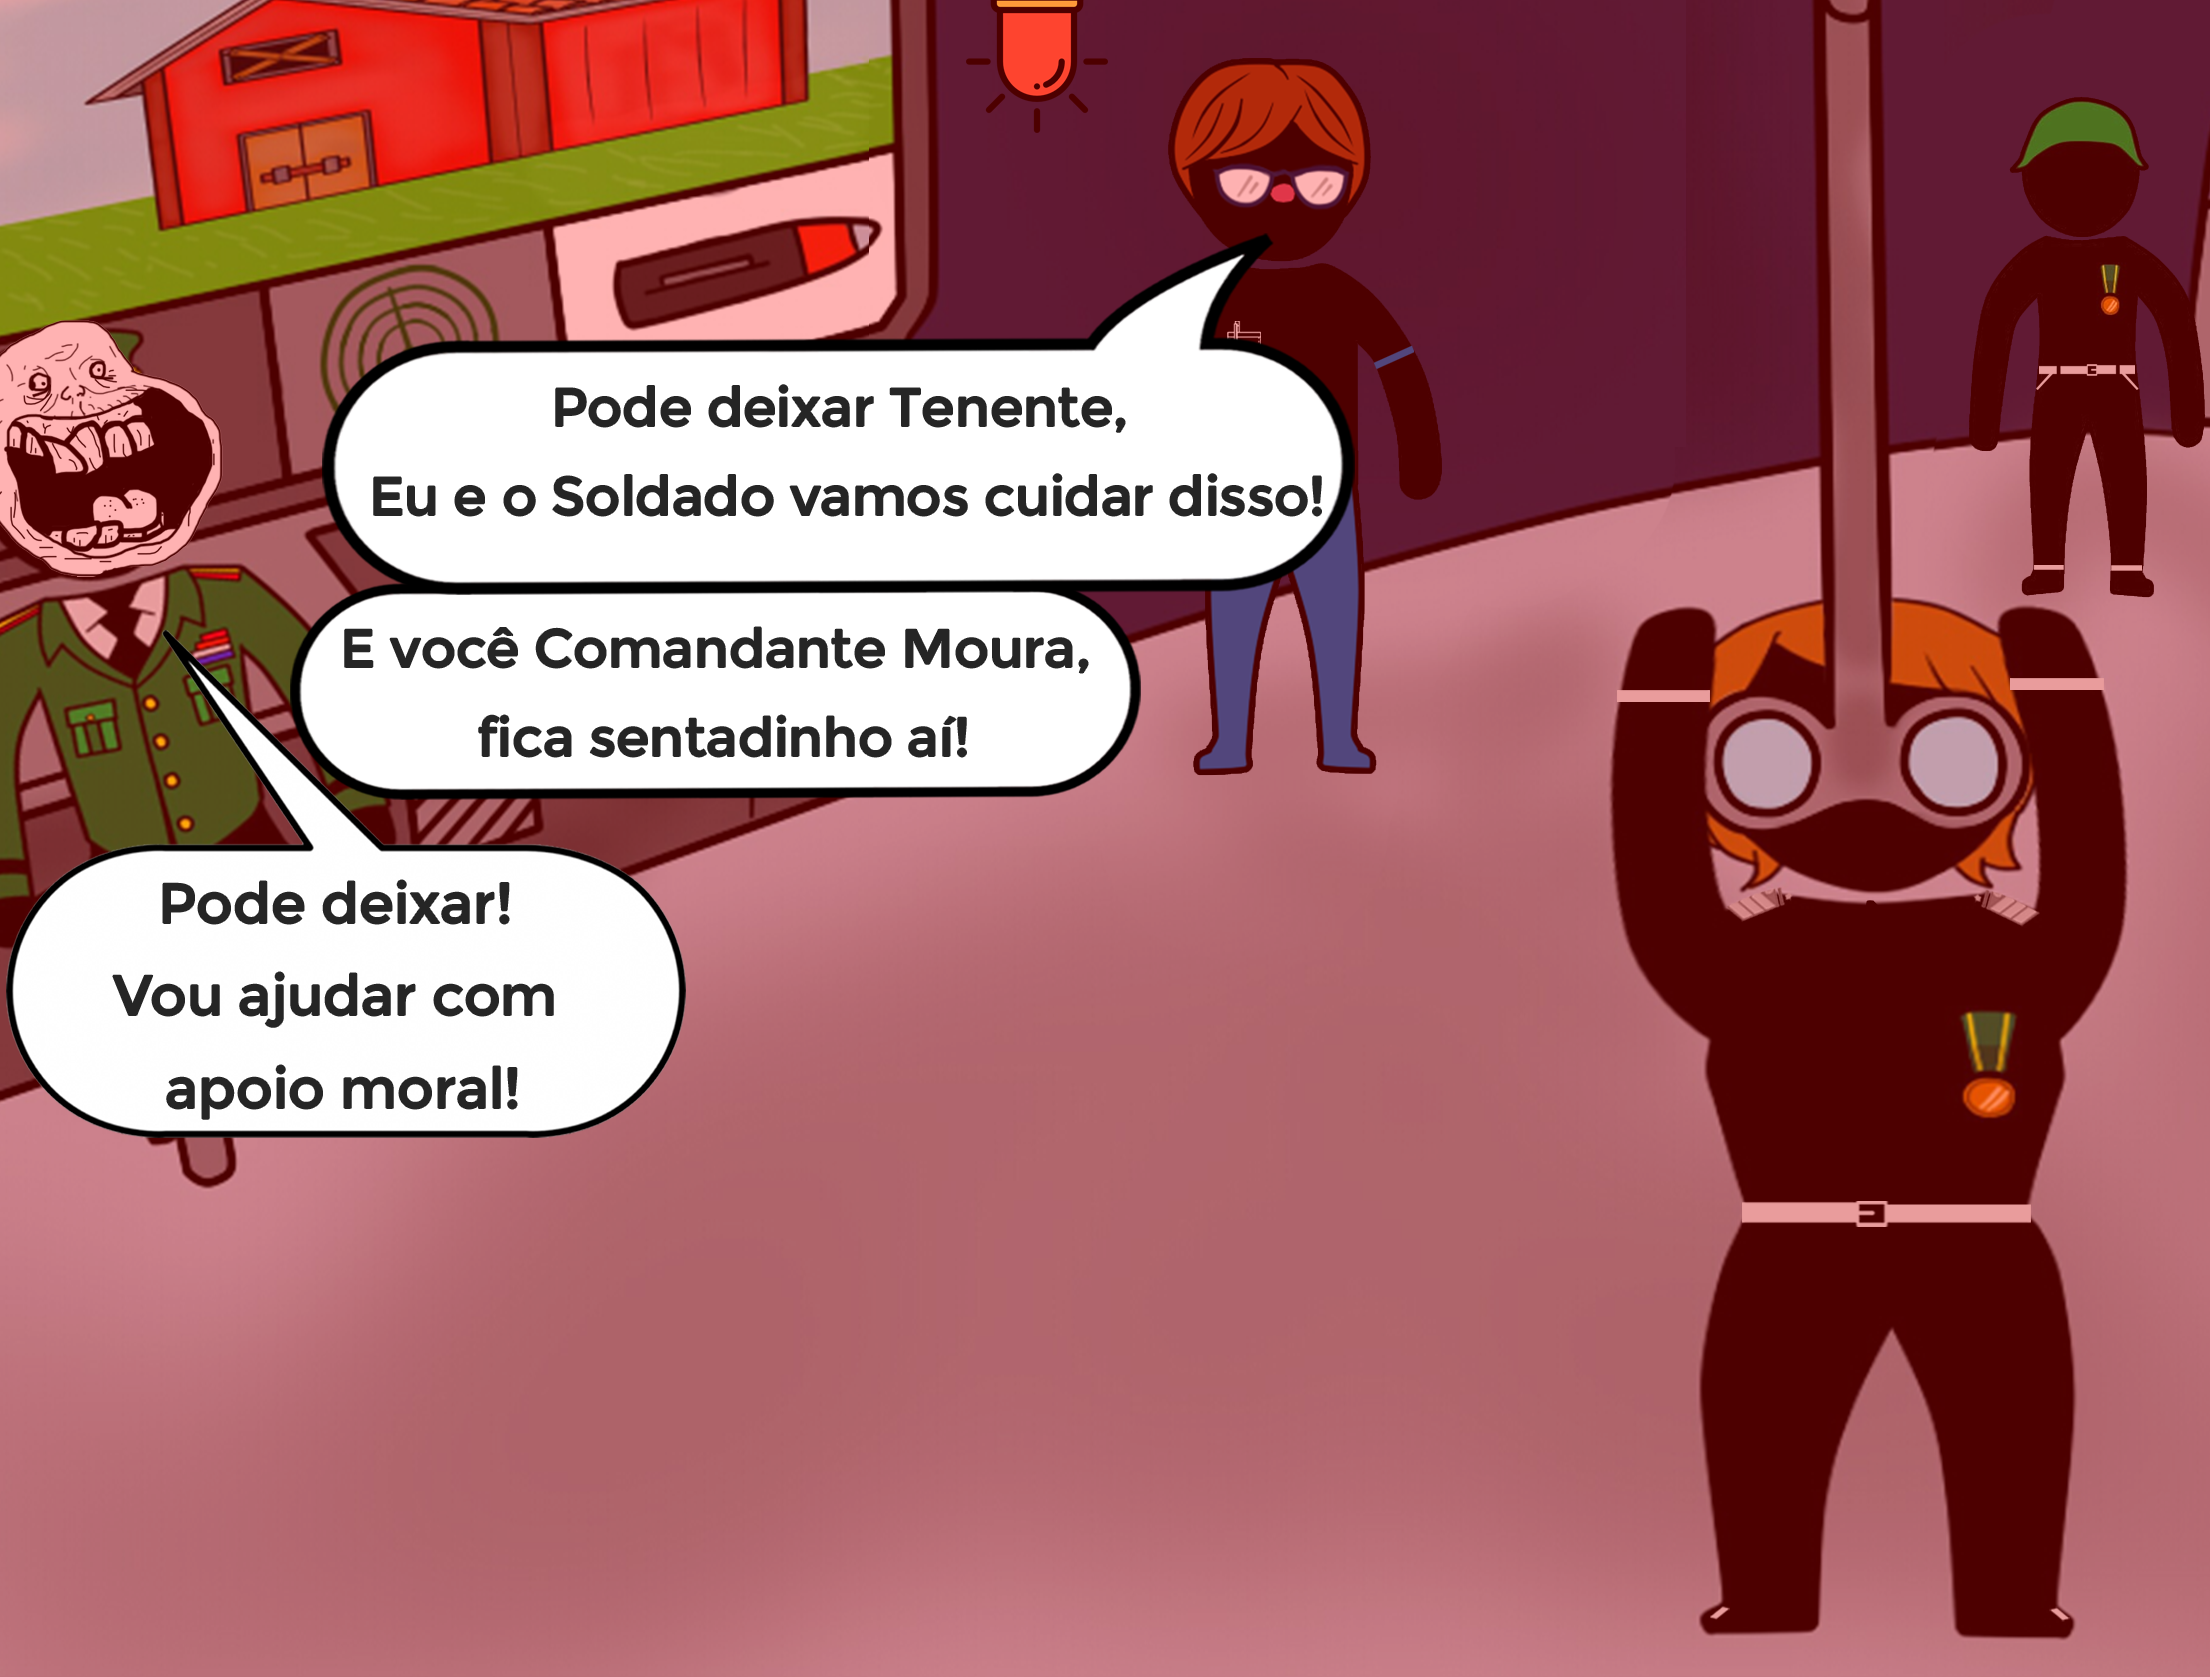 Pode deixar Tenente,
Eu e o Soldado vamos cuidar disso!
E você Comandante Moura,
fica sentadinho aí!
Pode deixar!
Vou ajudar com
apoio moral!